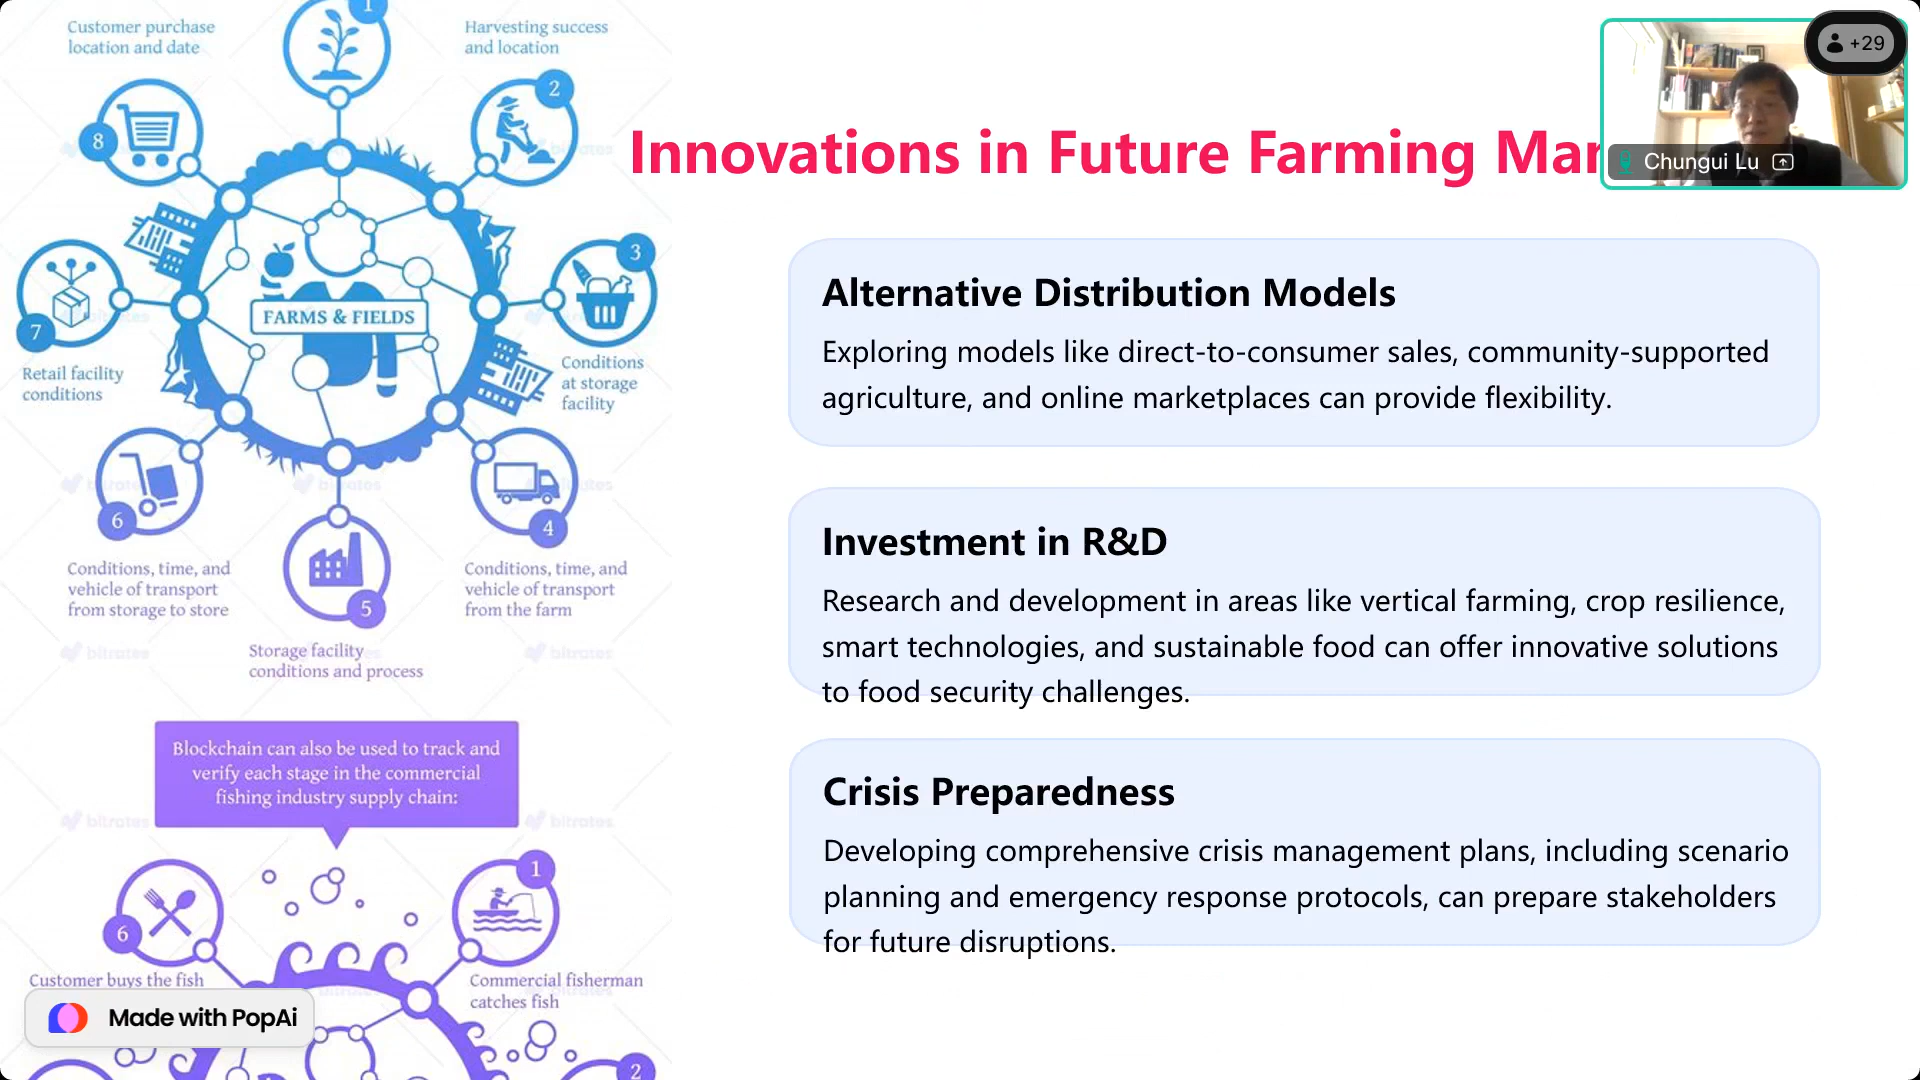 1
Customer purchase
location and date
Harvesting success
and location
2
8
FARMS & FIELDS
3
7
Retail facility
conditions
Conditions
at storage
facility
6
4
Conditions, time, and
vehicle of transport
from storage to store
5
Conditions, time, and
vehicle of transport
from the farm
Storage facility
conditions and process
Blockchain can also be used to track and
verify each stage in the commercial
fishing industry supply chain:
1
6
Customer buys the fish
Commercial fisherman
catches fish
2
bitrates
Made with PopAi
Innovations in Future Farming Mar
Alternative Distribution Models
Exploring models like direct-to-consumer sales, community-supported
agriculture, and online marketplaces can provide flexibility.
Investment in R&D
Research and development in areas like vertical farming, crop resilience,
smart technologies, and sustainable food can offer innovative solutions
to food security challenges.
Crisis Preparedness
Developing comprehensive crisis management plans, including scenario
planning and emergency response protocols, can prepare stakeholders
for future disruptions.
+29
Chungui Lu